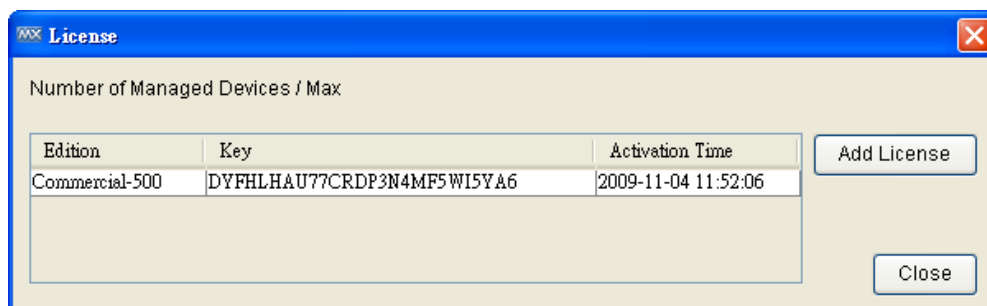 MX License
Number of Managed Devices / Max
Edition Key Activation Time
Add License
Commercial-500 DYFHLHAU77CRDP3N4MF5WI5YA6 2009-11-04 11:52:06
Close